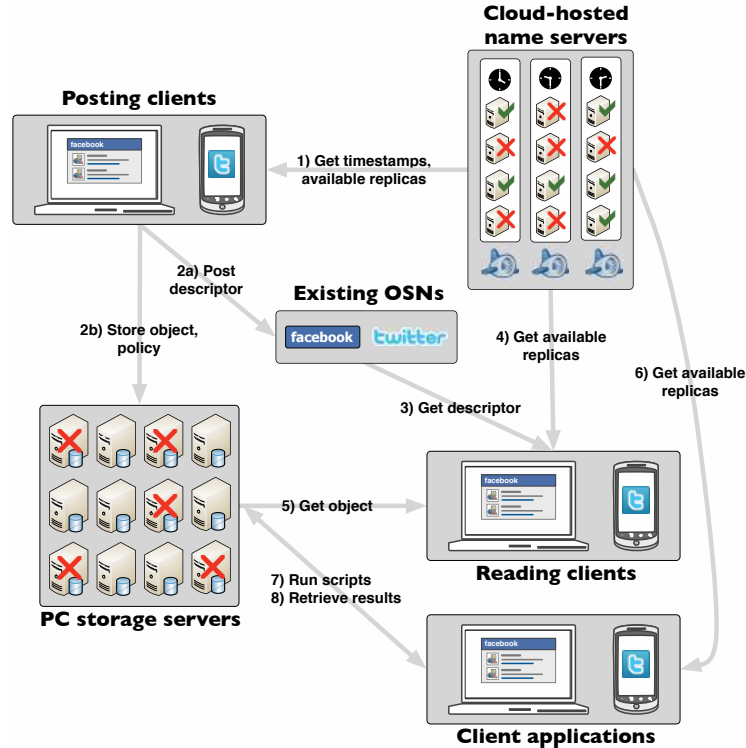 Cloud-hosted
name servers
Posting clients
facebook
1) Get timestamps,
available replicas
2a) Post
descriptor
Existing OSNs
facebook twitter
2b) Store object,
policy
4) Get available
replicas
6) Get available
replicas
3) Get descriptor
facebook
5) Get object
Reading clients
7) Run scripts
8) Retrieve results
PC storage servers
facebook
Client applications